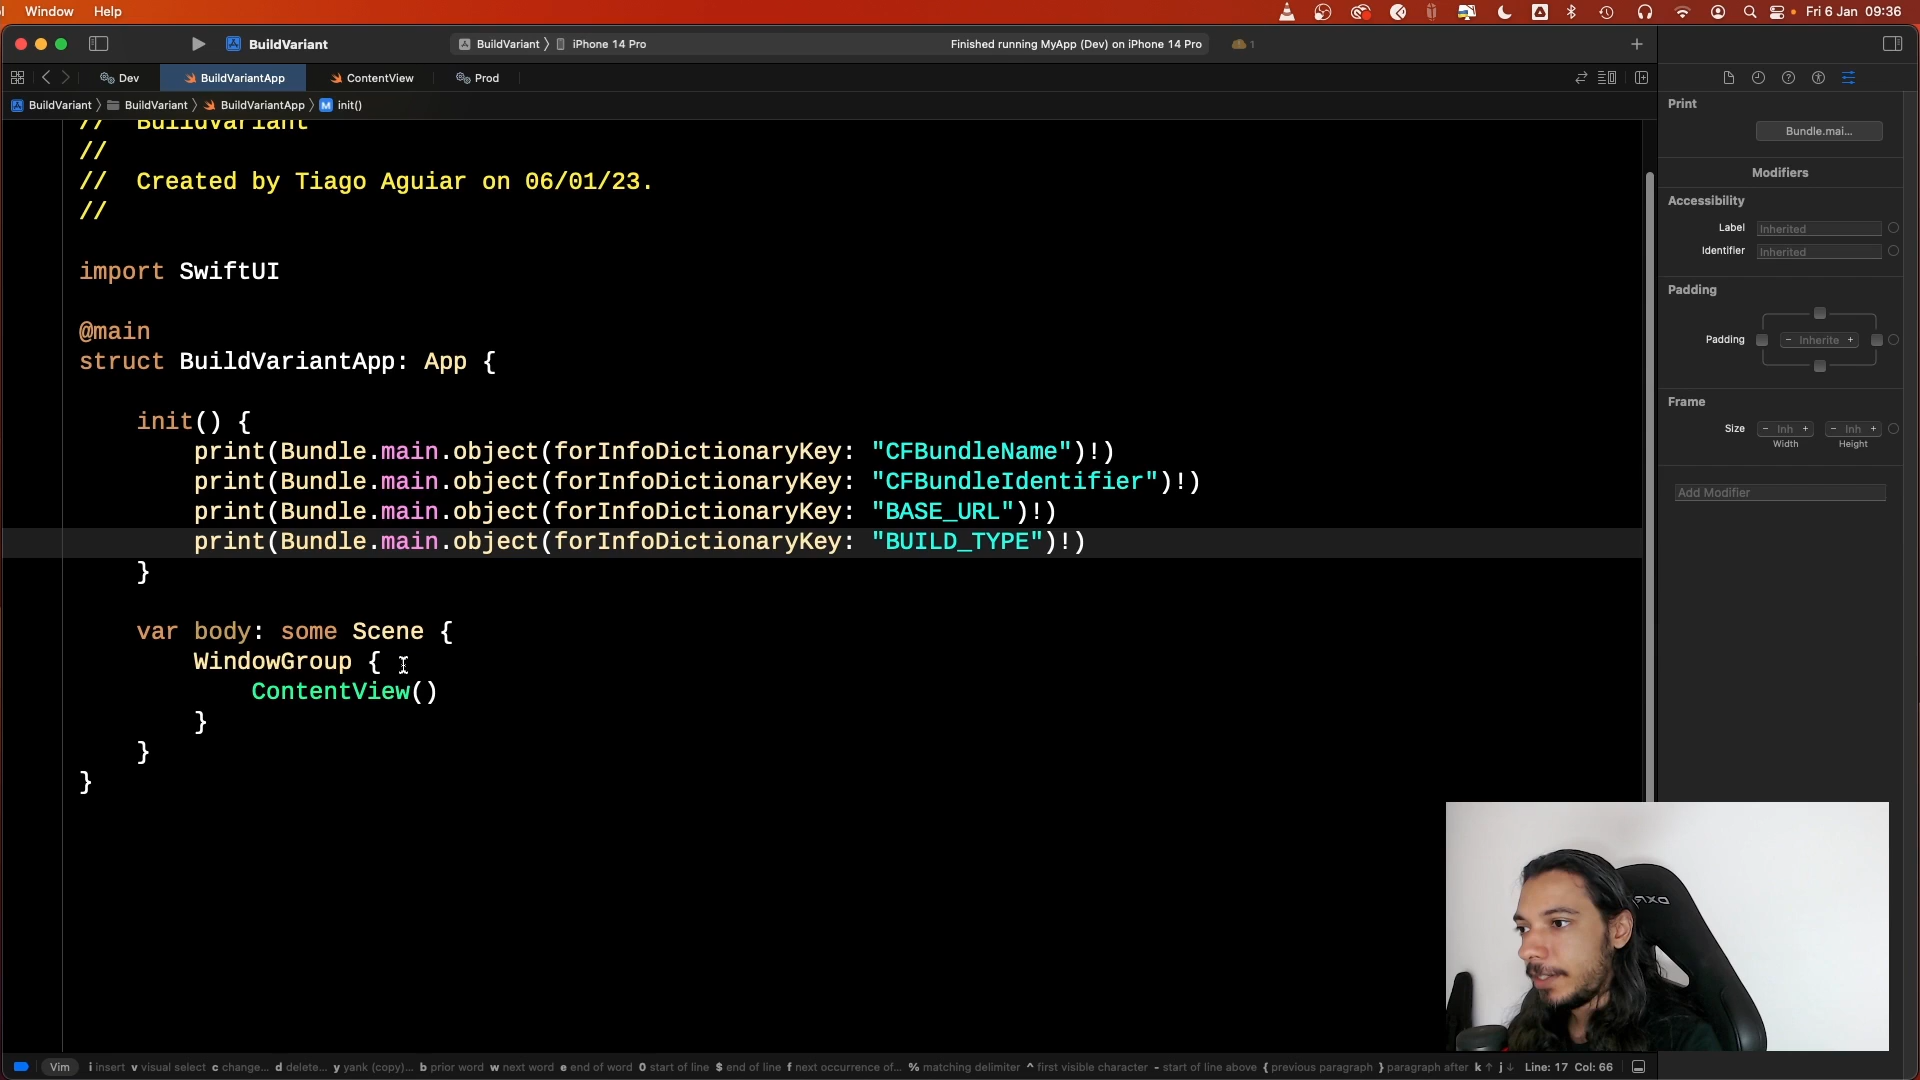 Window Help Fri 6 Jan 09:36
BuildVariant BuildVariant 〉 iPhone 14 Pro Finished running MyApp (Dev) on iPhone 14 Pro 1
Dev BuildVariantApp ContentView Prod
BuildVariant 〉 BuildVariant 〉 BuildVariantApp 〉 M init()
// BuildVariant
//
// Created by Tiago Aguiar on 06/01/23.
//
import SwiftUI
@main
struct BuildVariantApp: App {
init() {
print(Bundle.main.object(forInfoDictionaryKey: "CFBundleName")!)
print(Bundle.main.object(forInfoDictionaryKey: "CFBundleIdentifier")!)
print(Bundle.main.object(forInfoDictionaryKey: "BASE_URL")!)
print(Bundle.main.object(forInfoDictionaryKey: "BUILD_TYPE")!)
}
var body: some Scene {
WindowGroup {
ContentView()
}
}
}
Print
Bundle.mai...
Modifiers
Accessibility
Label Inherited
Identifier Inherited
Padding
Padding - Inherite +
Frame
Size - Inh + - Inh +
Width Height
Add Modifier
DXR
Vim i insert v visual select c change... d delete... y yank (copy)... b prior word w next word e end of word 0 start of line $ end of line f next occurrence of... % matching delimiter ^ first visible character - start of line above { previous paragraph } paragraph after k ↑ j ↓ Line: 17 Col: 66